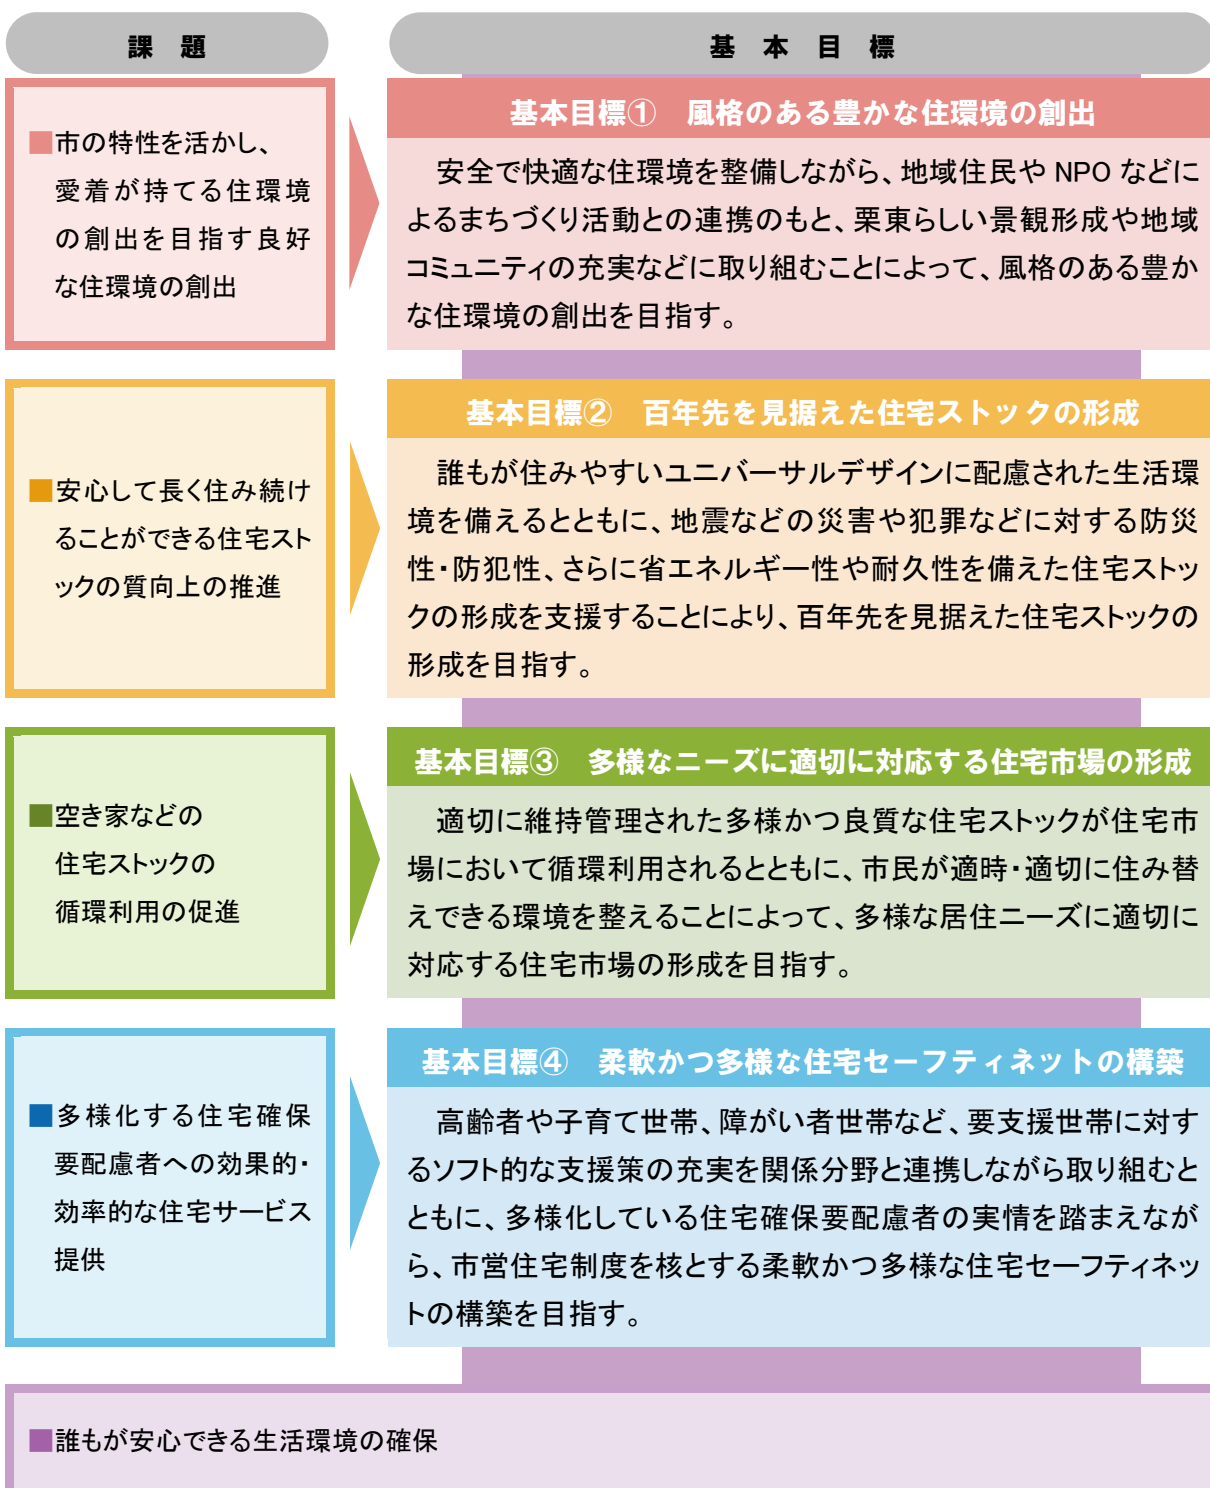 課 題
基 本 目 標
■市の特性を活かし、
愛着が持てる住環境
の創出を目指す良好
な住環境の創出
基本目標① 風格のある豊かな住環境の創出
安全で快適な住環境を整備しながら、地域住民や NPO などに
よるまちづくり活動との連携のもと、栗東らしい景観形成や地域
コミュニティの充実などに取り組むことによって、風格のある豊か
な住環境の創出を目指す。
■安心して長く住み続け
ることができる住宅スト
ックの質向上の推進
基本目標② 百年先を見据えた住宅ストックの形成
誰もが住みやすいユニバーサルデザインに配慮された生活環
境を備えるとともに、地震などの災害や犯罪などに対する防災
性・防犯性、さらに省エネルギー性や耐久性を備えた住宅ストッ
クの形成を支援することにより、百年先を見据えた住宅ストックの
形成を目指す。
■空き家などの
住宅ストックの
循環利用の促進
基本目標③ 多様なニーズに適切に対応する住宅市場の形成
適切に維持管理された多様かつ良質な住宅ストックが住宅市
場において循環利用されるとともに、市民が適時・適切に住み替
えできる環境を整えることによって、多様な居住ニーズに適切に
対応する住宅市場の形成を目指す。
■多様化する住宅確保
要配慮者への効果的・
効率的な住宅サービス
提供
基本目標④ 柔軟かつ多様な住宅セーフティネットの構築
高齢者や子育て世帯、障がい者世帯など、要支援世帯に対す
るソフト的な支援策の充実を関係分野と連携しながら取り組むと
ともに、多様化している住宅確保要配慮者の実情を踏まえなが
ら、市営住宅制度を核とする柔軟かつ多様な住宅セーフティネッ
トの構築を目指す。
■誰もが安心できる生活環境の確保